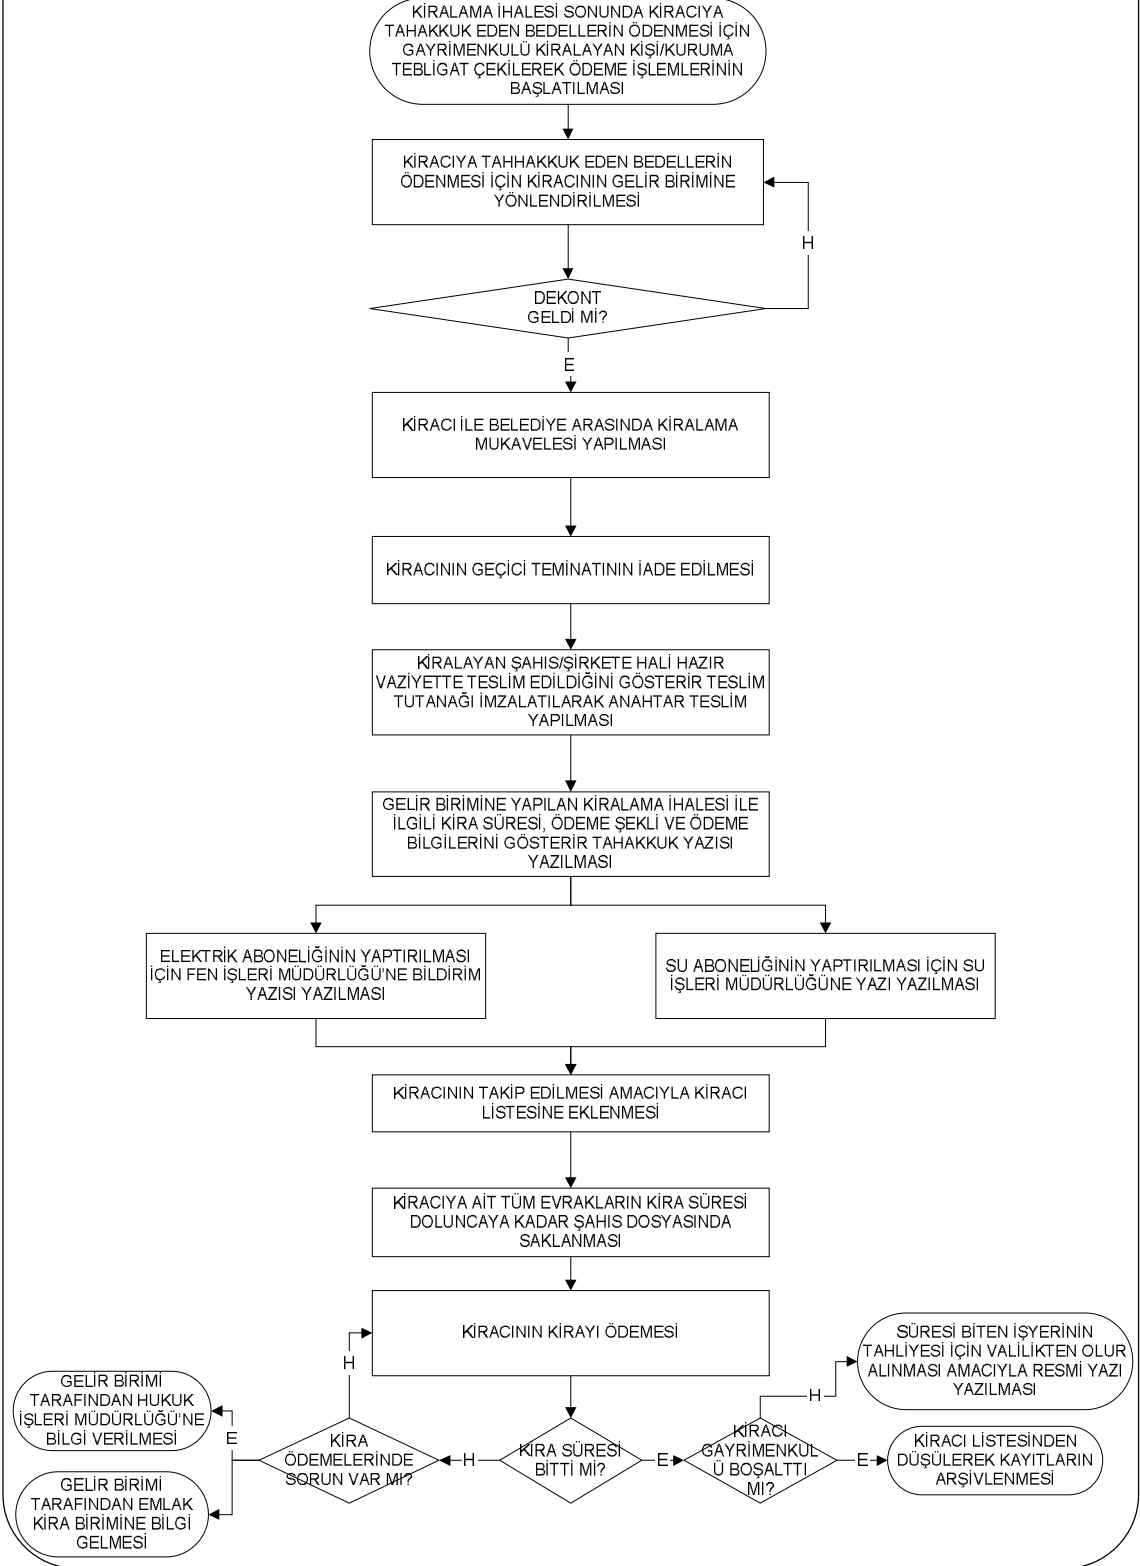 KİRALAMA İHALESİ SONUNDA KİRACIYA
TAHAKKUK EDEN BEDELLERİN ÖDENMESİ İÇİN
GAYRİMENKULÜ KİRALAYAN KİŞİ/KURUMA
TEBLİGAT ÇEKİLEREK ÖDEME İŞLEMLERİNİN
BAŞLATILMASI
KİRACIYA TAHHAKKUK EDEN BEDELLERİN
ÖDENMESİ İÇİN KİRACININ GELİR BİRİMİNE
YÖNLENDİRİLMESİ
H
DEKONT
GELDİ Mİ?
E
KİRACI İLE BELEDİYE ARASINDA KİRALAMA
MUKAVELESİ YAPILMASI
KİRACININ GEÇİCİ TEMİNATININ İADE EDİLMESİ
KİRALAYAN ŞAHIS/ŞİRKETE HALİ HAZIR
VAZİYETTE TESLİM EDİLDİĞİNİ GÖSTERİR TESLİM
TUTANAĞI İMZALATILARAK ANAHTAR TESLİM
YAPILMASI
GELİR BİRİMİNE YAPILAN KİRALAMA İHALESİ İLE
İLGİLİ KİRA SÜRESİ, ÖDEME ŞEKLİ VE ÖDEME
BİLGİLERİNİ GÖSTERİR TAHAKKUK YAZISI
YAZILMASI
ELEKTRİK ABONELİĞİNİN YAPTIRILMASI
İÇİN FEN İŞLERİ MÜDÜRLÜĞÜ'NE BİLDİRİM
YAZISI YAZILMASI
SU ABONELİĞİNİN YAPTIRILMASI İÇİN SU
İŞLERİ MÜDÜRLÜĞÜNE YAZI YAZILMASI
KİRACININ TAKİP EDİLMESİ AMACIYLA KİRACI
LİSTESİNE EKLENMESİ
KİRACIYA AİT TÜM EVRAKLARIN KİRA SÜRESİ
DOLUNCAYA KADAR ŞAHIS DOSYASINDA
SAKLANMASI
KİRACININ KİRAYI ÖDEMESİ
SÜRESİ BİTEN İŞYERİNİN
TAHLİYESİ İÇİN VALİLİKTEN OLUR
ALINMASI AMACIYLA RESMİ YAZI
YAZILMASI
H
H
GELİR BİRİMİ
TARAFINDAN HUKUK
İŞLERİ MÜDÜRLÜĞÜ'NE
BİLGİ VERİLMESİ
E
KİRA
ÖDEMELERİNDE
SORUN VAR MI?
H
KİRA SÜRESİ
BİTTİ Mİ?
E
KİRACI
GAYRİMENKUL
Ü BOŞALTTI
MI?
E
KİRACI LİSTESİNDEN
DÜŞÜLEREK KAYITLARIN
ARŞİVLENMESİ
GELİR BİRİMİ
TARAFINDAN EMLAK
KİRA BİRİMİNE BİLGİ
GELMESİ